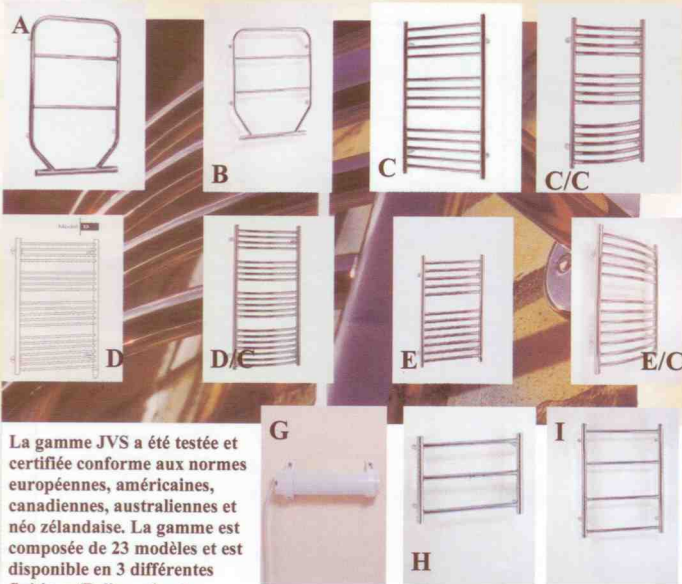 A
B
C
C/C
D
D/C
E
E/C
La gamme JVS a été testée et
certifiée conforme aux normes
européennes, américaines,
canadiennes, australiennes et
néo zélandaise. La gamme est
composée de 23 modèles et est
disponible en 3 différentes
G
H
I